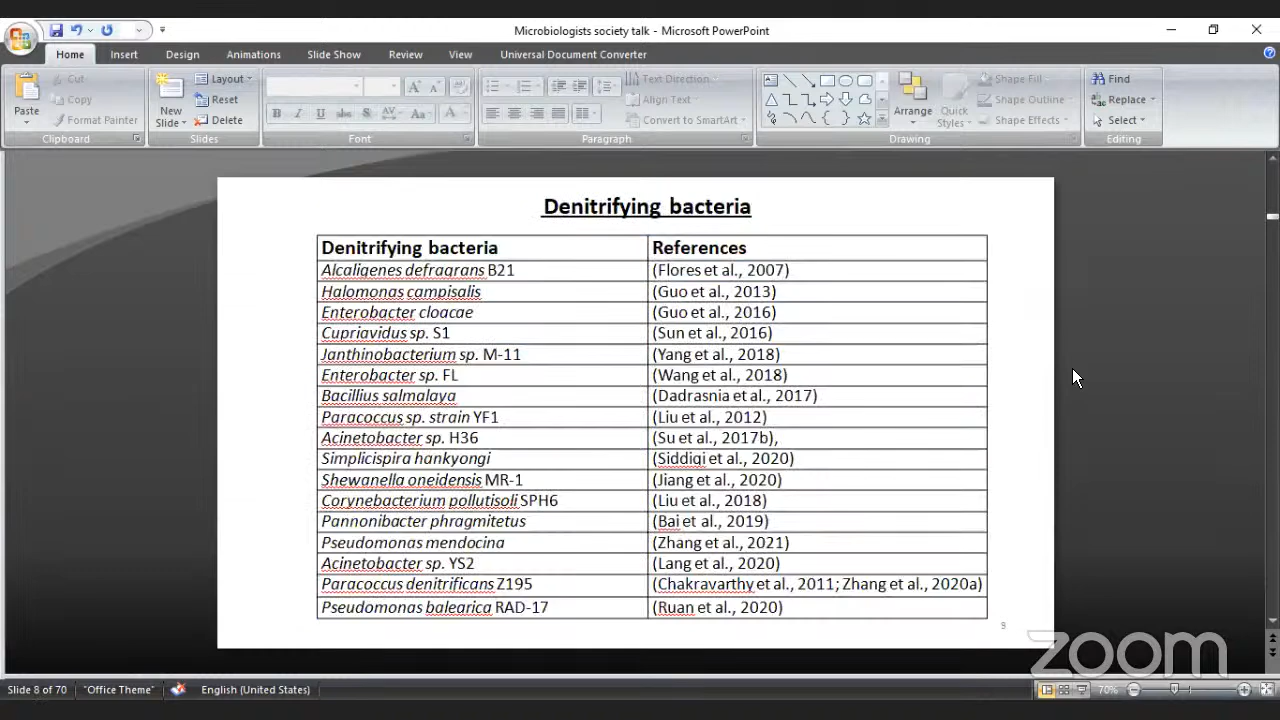 Microbiologists society talk - Microsoft PowerPoint
Home Insert Design Animations Slide Show Review View Universal Document Converter
Cut
Copy
Format Painter
Paste
Clipboard
New Slide
Layout
Reset
Delete
Slides
B I U S AV Aa A
Font
Text Direction
Align Text
Convert to SmartArt
Paragraph
Arrange
Quick Styles
Shape Fill
Shape Outline
Shape Effects
Drawing
Find
Replace
Select
Editing
Denitrifying bacteria
Denitrifying bacteria References
Alcaligenes defragrans B21 (Flores et al., 2007)
Halomonas campisalis (Guo et al., 2013)
Enterobacter cloacae (Guo et al., 2016)
Cupriavidus sp. S1 (Sun et al., 2016)
Janthinobacterium sp. M-11 (Yang et al., 2018)
Enterobacter sp. FL (Wang et al., 2018)
Bacillius salmalaya (Dadrasnia et al., 2017)
Paracoccus sp. strain YF1 (Liu et al., 2012)
Acinetobacter sp. H36 (Su et al., 2017b),
Simplicispira hankyongi (Siddiqi et al., 2020)
Shewanella oneidensis MR-1 (Jiang et al., 2020)
Corynebacterium pollutisoli SPH6 (Liu et al., 2018)
Pannonibacter phragmitetus (Bai et al., 2019)
Pseudomonas mendocina (Zhang et al., 2021)
Acinetobacter sp. YS2 (Lang et al., 2020)
Paracoccus denitrificans Z195 (Chakravarthy et al., 2011; Zhang et al., 2020a)
Pseudomonas balearica RAD-17 (Ruan et al., 2020)
9
zoom
Slide 8 of 70 "Office Theme" English (United States) 70%